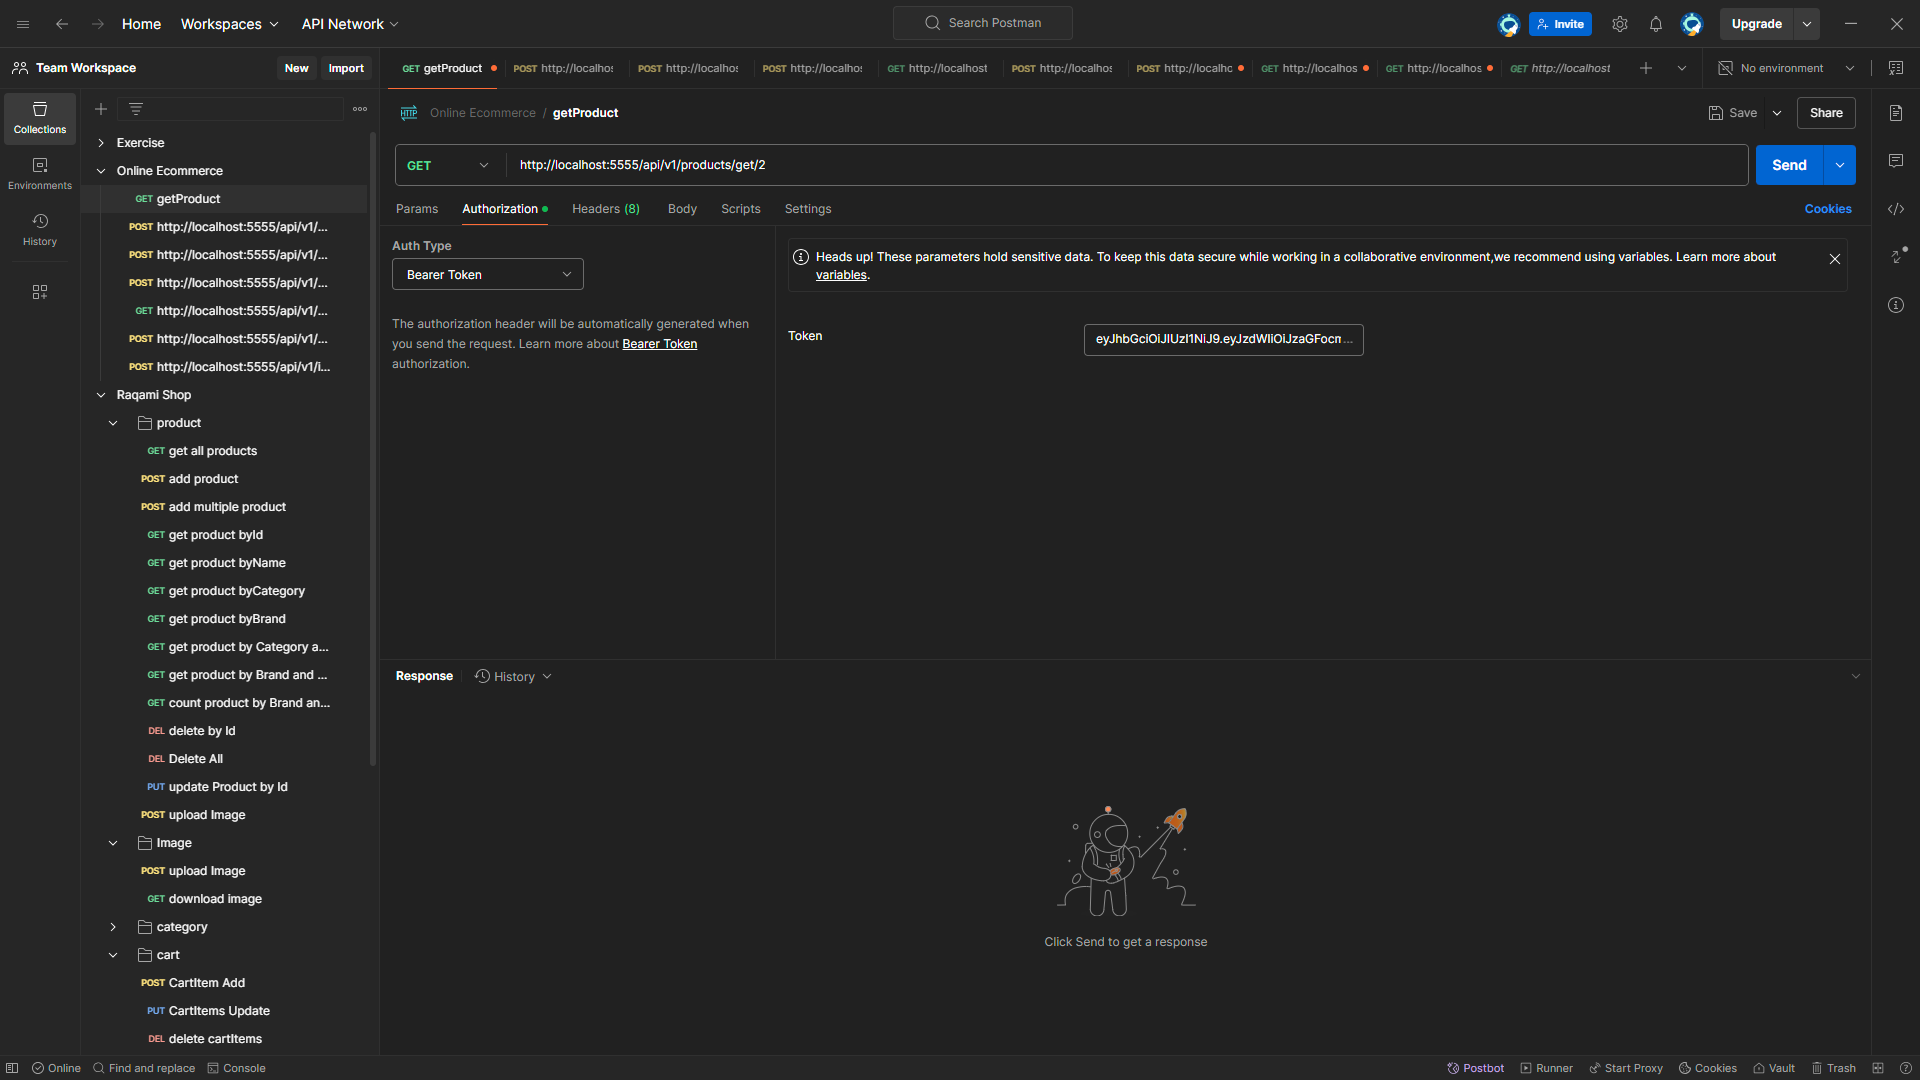 Home Workspaces API Network Search Postman Invite Upgrade
Team Workspace New Import
GET getProduct POST http://localhos POST http://localhos POST http://localhos GET http://localhost POST http://localhos POST http://localhc GET http://localhos GET http://localhos GET http://localhost No environment
Collections
Environments
History
Exercise
Online Ecommerce
GET getProduct
POST http://localhost:5555/api/v1/...
POST http://localhost:5555/api/v1/...
POST http://localhost:5555/api/v1/...
GET http://localhost:5555/api/v1/...
POST http://localhost:5555/api/v1/...
POST http://localhost:5555/api/v1/i...
Raqami Shop
product
GET get all products
POST add product
POST add multiple product
GET get product byId
GET get product byName
GET get product byCategory
GET get product byBrand
GET get product by Category a...
GET get product by Brand and ...
GET count product by Brand an...
DEL delete by Id
DEL Delete All
PUT update Product by Id
POST upload Image
Image
POST upload Image
GET download image
category
cart
POST CartItem Add
PUT CartItems Update
DEL delete cartItems
HTTP Online Ecommerce / getProduct Save Share
GET http://localhost:5555/api/v1/products/get/2 Send
Params Authorization Headers (8) Body Scripts Settings Cookies
Auth Type
Bearer Token
The authorization header will be automatically generated when
you send the request. Learn more about Bearer Token
authorization.
Heads up! These parameters hold sensitive data. To keep this data secure while working in a collaborative environment,we recommend using variables. Learn more about
variables.
Token eyJhbGciOiJIUzI1NiJ9.eyJzdWIiOiJzaGFocn...
Response History
Click Send to get a response
Online Find and replace Console Postbot Runner Start Proxy Cookies Vault Trash